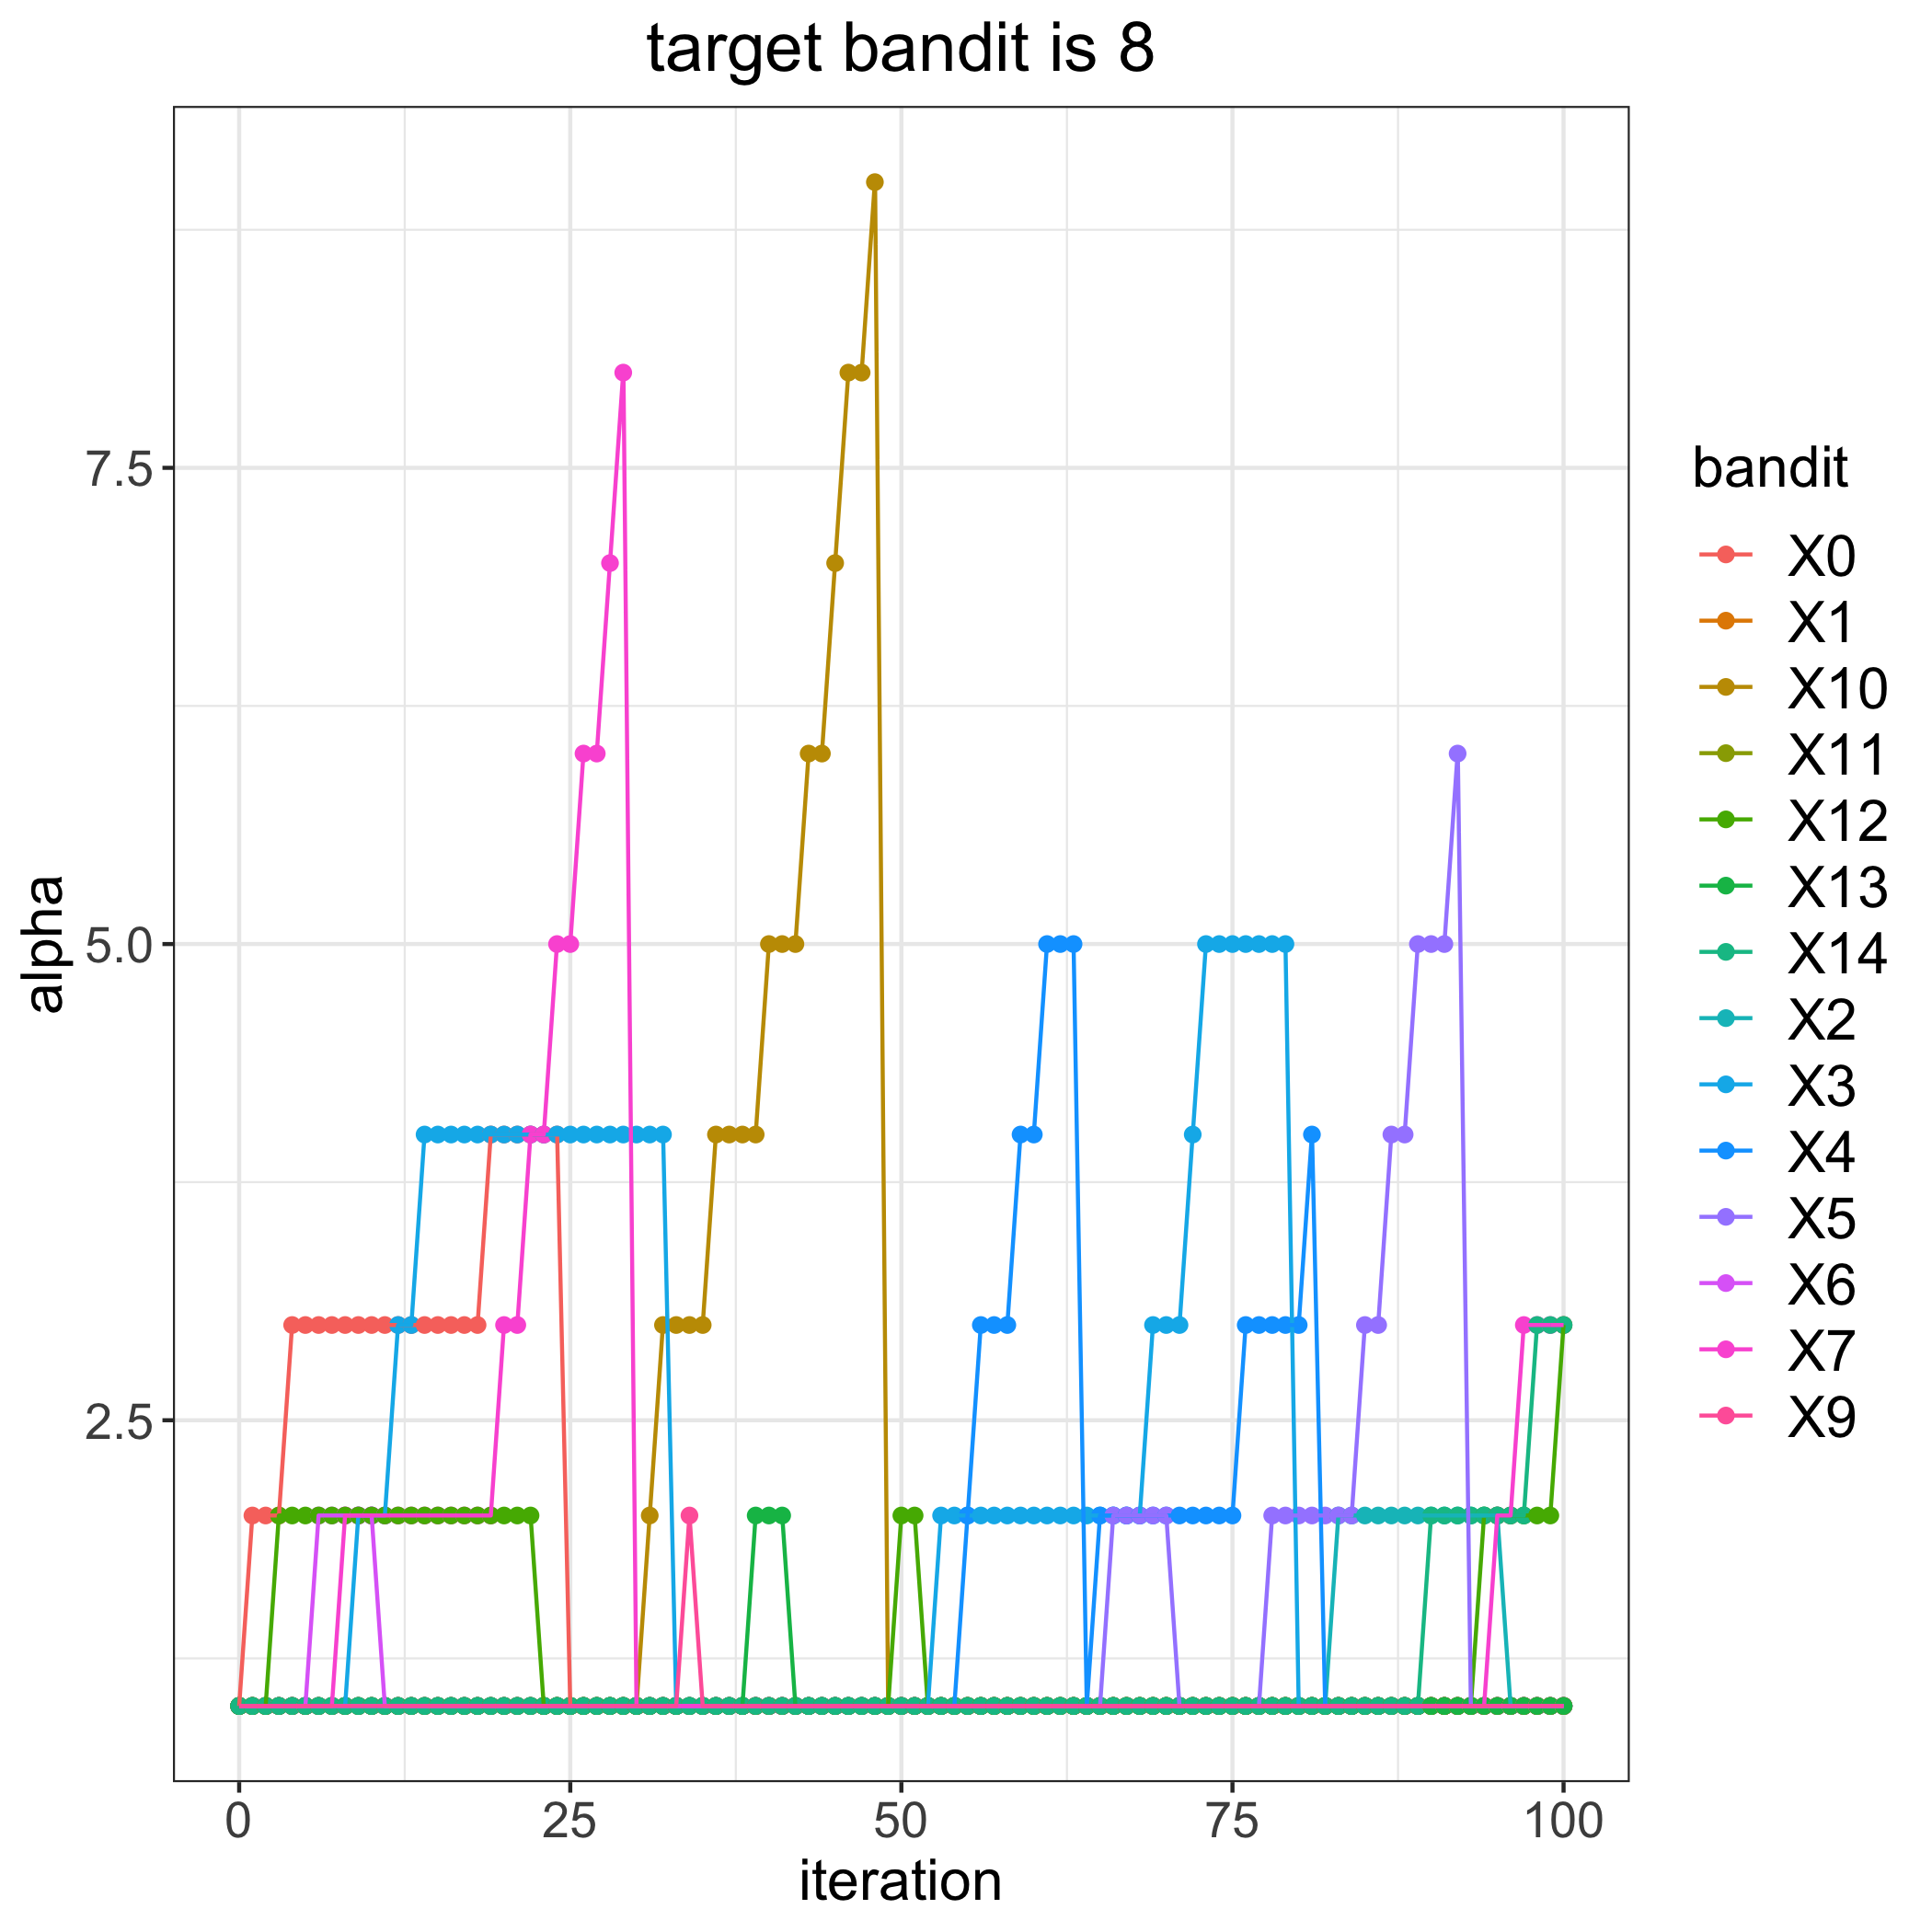 target bandit is 8
7.5
5.0
2.5
alpha
0 25 50 75 100
iteration
bandit
X0
X1
X10
X11
X12
X13
X14
X2
X3
X4
X5
X6
X7
X9